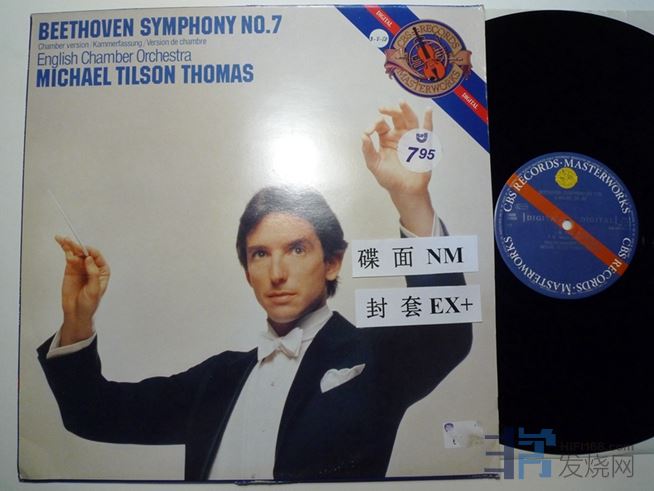 BEETHOVEN SYMPHONY NO.7
Chamber version / Kammerfassung / Version de chambre
English Chamber Orchestra
MICHAEL TILSON THOMAS
DIGITAL
CBS RECORDS
MASTERWORKS
DIGITAL
7 95
碟 面 NM
封 套 EX+
CBS RECORDS · MASTERWORKS
DIGITAL
DIGITAL
CBS RECORDS · MASTERWORKS
HIFI168.com
发烧网